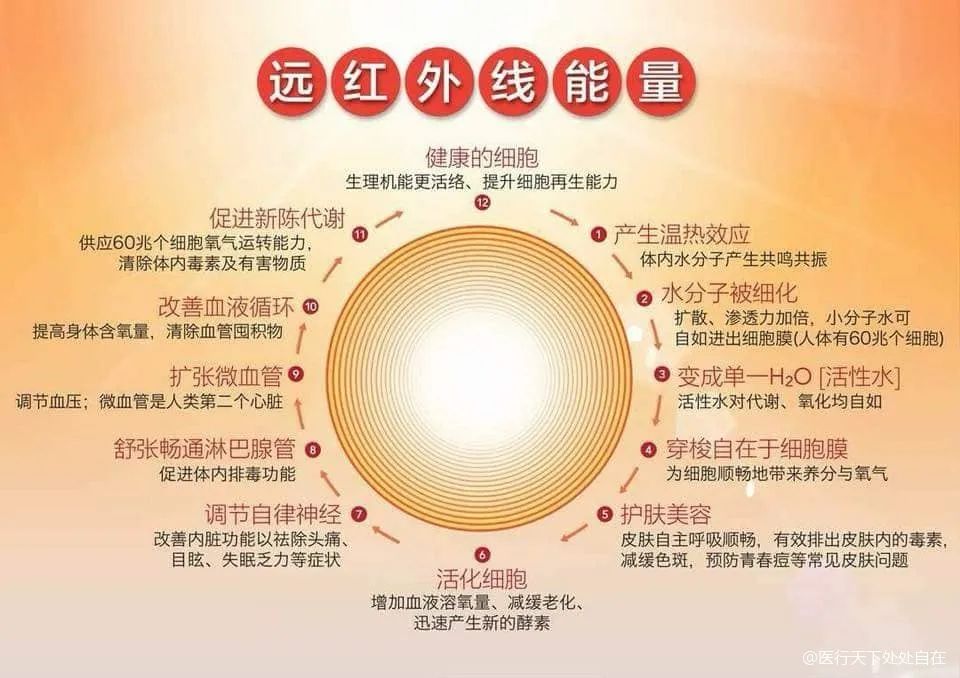 远红外线能量
健康的细胞
生理机能更活络、提升细胞再生能力
12
1
产生温热效应
体内水分子产生共鸣共振
2
水分子被细化
扩散、渗透力加倍，小分子水可
自如进出细胞膜(人体有60兆个细胞)
3
变成单一H₂O [活性水]
活性水对代谢、氧化均自如
4
穿梭自在于细胞膜
为细胞顺畅地带来养分与氧气
5
护肤美容
皮肤自主呼吸顺畅，有效排出皮肤内的毒素，
减缓色斑，预防青春痘等常见皮肤问题
6
活化细胞
增加血液溶氧量、减缓老化、
迅速产生新的酵素
7
调节自律神经
改善内脏功能以祛除头痛、
目眩、失眠乏力等症状
8
舒张畅通淋巴腺管
促进体内排毒功能
9
扩张微血管
调节血压；微血管是人类第二个心脏
10
改善血液循环
提高身体含氧量，清除血管囤积物
11
促进新陈代谢
供应60兆个细胞氧气运转能力，
清除体内毒素及有害物质
@医行天下处处自在